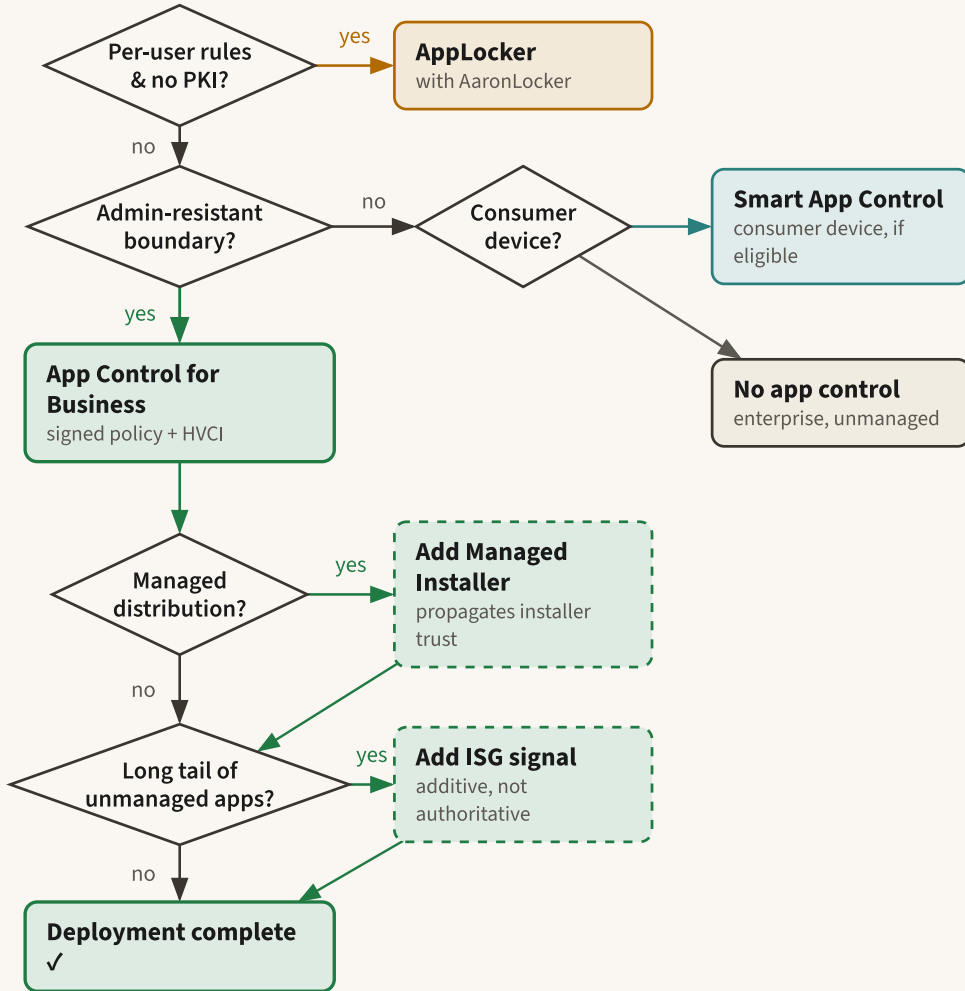 Per-user rules
& no PKI?
yes
AppLocker
with AaronLocker
no
Admin-resistant
boundary?
no
Consumer
device?
Smart App Control
consumer device, if
eligible
yes
App Control for
Business
signed policy + HVCI
No app control
enterprise, unmanaged
Managed
distribution?
yes
Add Managed
Installer
propagates installer
trust
no
Long tail of
unmanaged apps?
yes
Add ISG signal
additive, not
authoritative
no
Deployment complete
✓